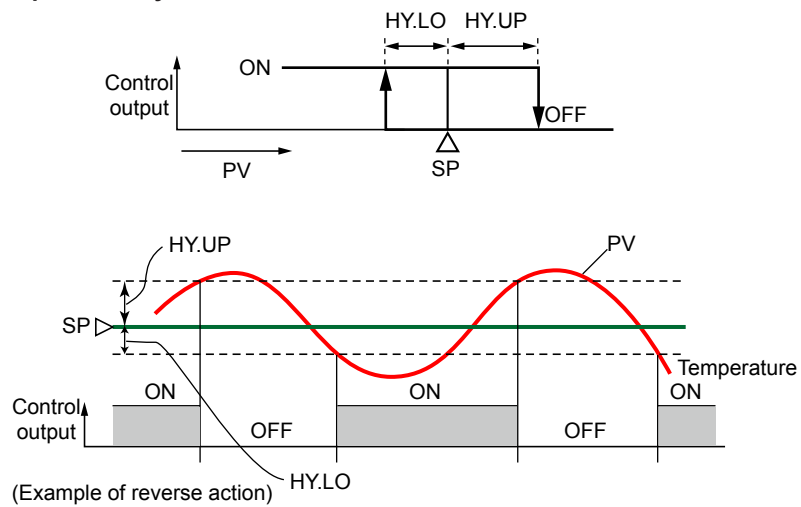 HY.LO HY.UP
ON
Control
output
OFF
PV
SP
HY.UP
PV
SP
Temperature
ON
ON
ON
Control
output
OFF
OFF
HY.LO
(Example of reverse action)